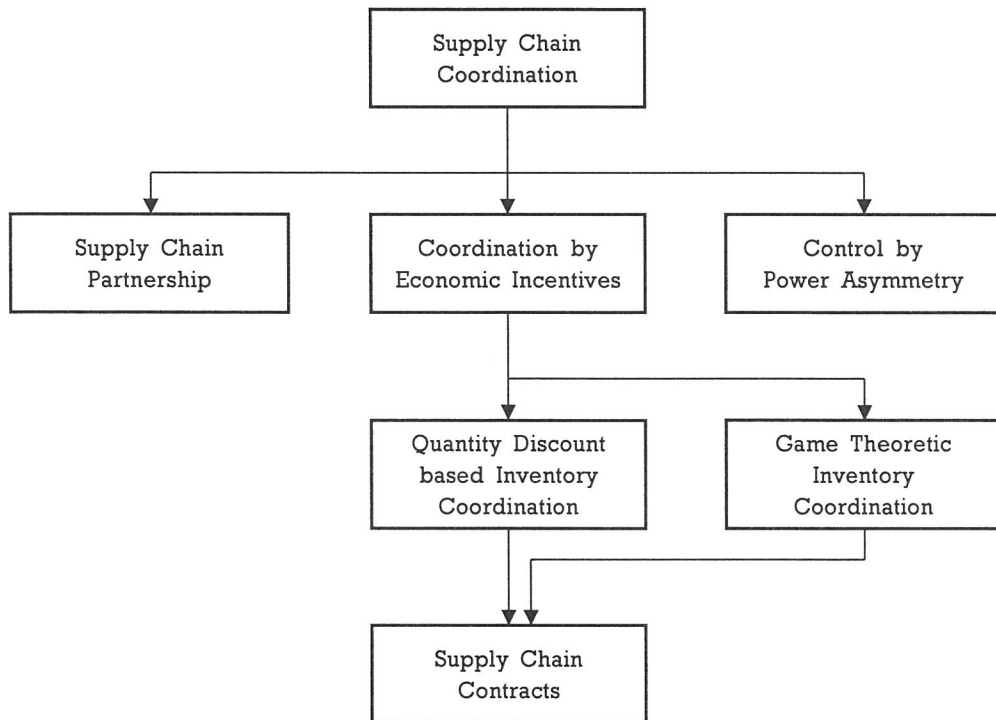 Supply Chain
Coordination
Supply Chain
Partnership
Coordination by
Economic Incentives
Control by
Power Asymmetry
Quantity Discount
based Inventory
Coordination
Game Theoretic
Inventory
Coordination
Supply Chain
Contracts